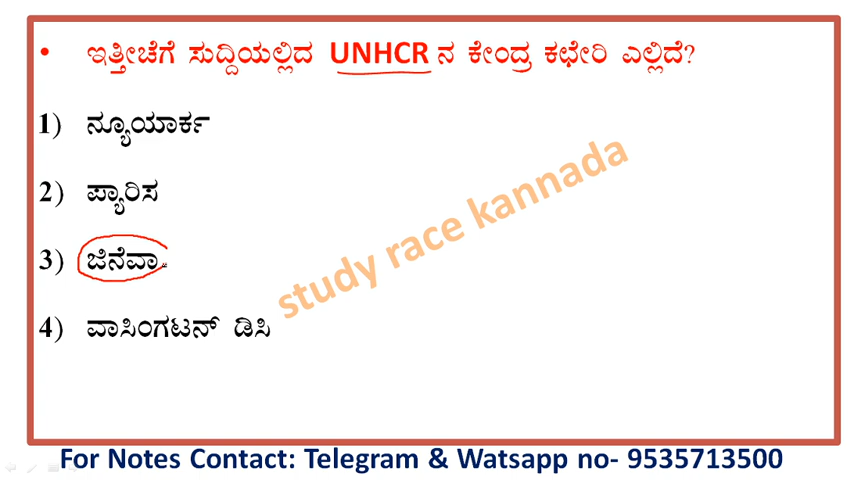 • ಇತ್ತೀಚೆಗೆ ಸುದ್ದಿಯಲ್ಲಿದ UNHCR ನ ಕೇಂದ್ರ ಕಛೇರಿ ಎಲ್ಲಿದೆ?
1) ನ್ಯೂಯಾರ್ಕ
2) ಪ್ಯಾರಿಸ
3) ಜಿನೆವಾ
4) ವಾಸಿಂಗಟನ್ ಡಿಸಿ
study race kannada
For Notes Contact: Telegram & Watsapp no- 9535713500